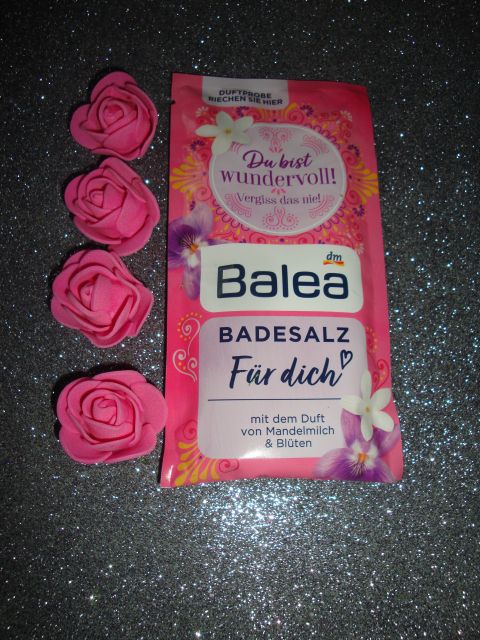 DUFTPROBE
RIECHEN SIE HIER
Du bist
wundervoll!
Vergiss das nie!
dm
Balea
BADESALZ
Für dich
mit dem Duft
von Mandelmilch
& Blüten